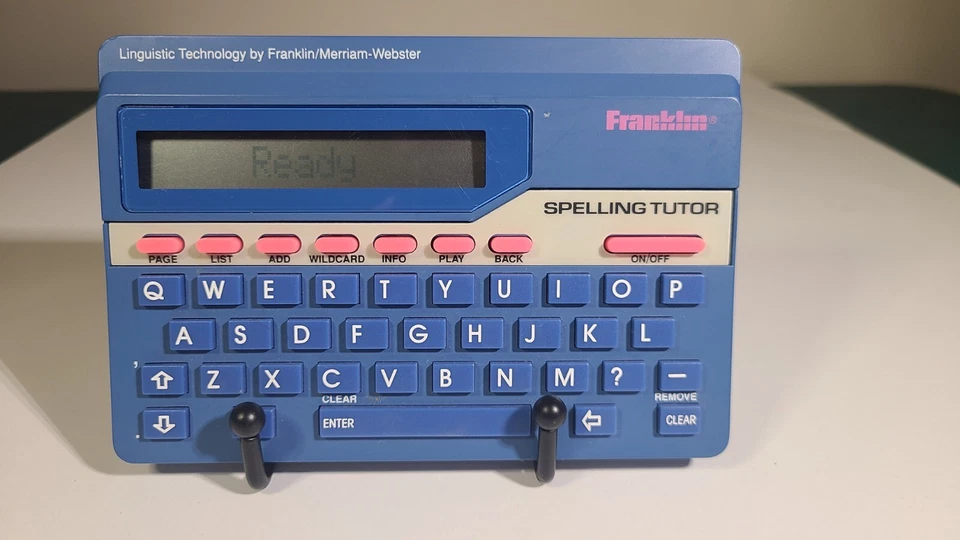 Linguistic Technology by Franklin/Merriam-Webster
Franklin®
Ready
SPELLING TUTOR
PAGE LIST ADD WILDCARD INFO PLAY BACK ON/OFF
Q W E R T Y U I O P
A S D F G H J K L
' ⇧ Z X C V B N M ? —
CLEAR REMOVE
. ⇩ ENTER ⇦ CLEAR